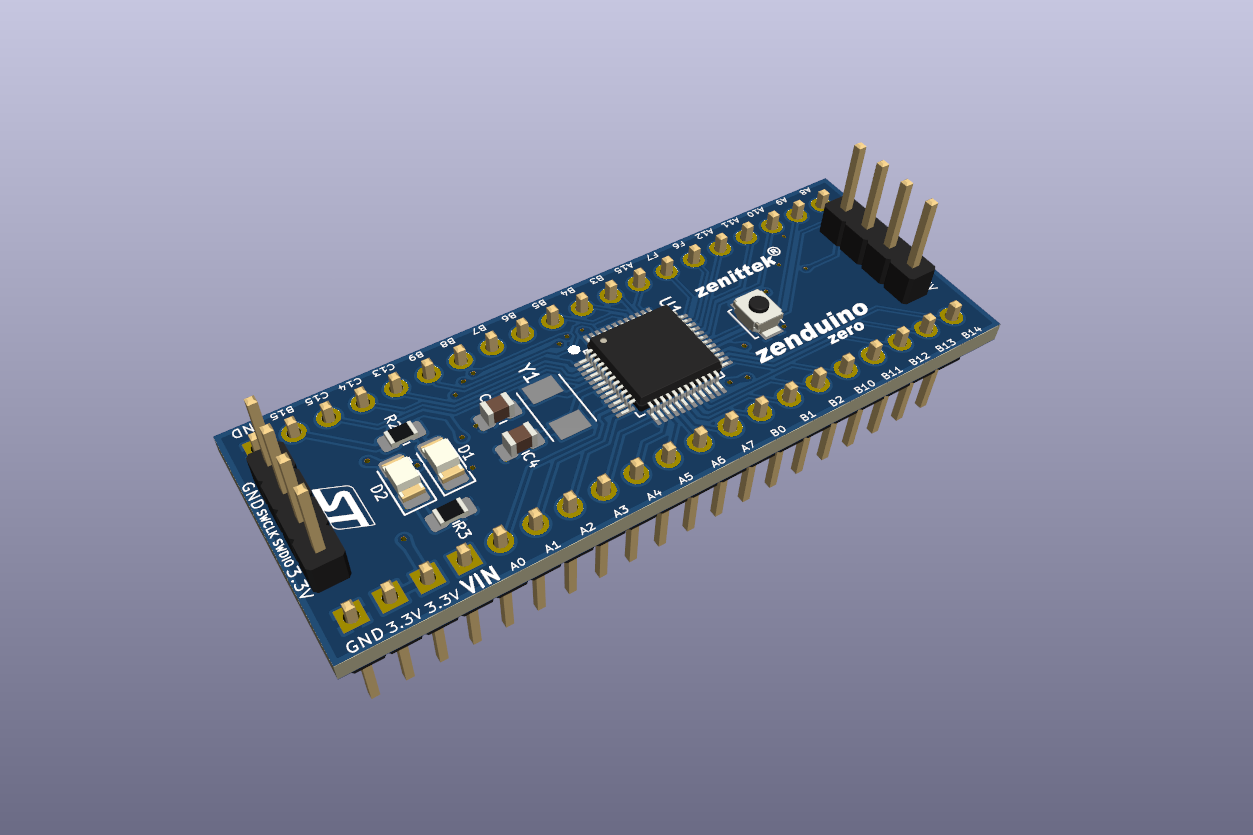 A8
A9
A10
A11
A12
F6
F7
A15
B3
B4
B5
B6
B7
B8
B9
C13
C14
C15
B15
GND
zenittek®
zenduino
zero
U1
Y1
C4
R2
D1
D2
R3
ST
GND
SWCLK
SWDIO
3.3V
GND
3.3V
3.3V
VIN
A0
A1
A2
A3
A4
A5
A6
A7
B0
B1
B2
B10
B11
B12
B13
B14